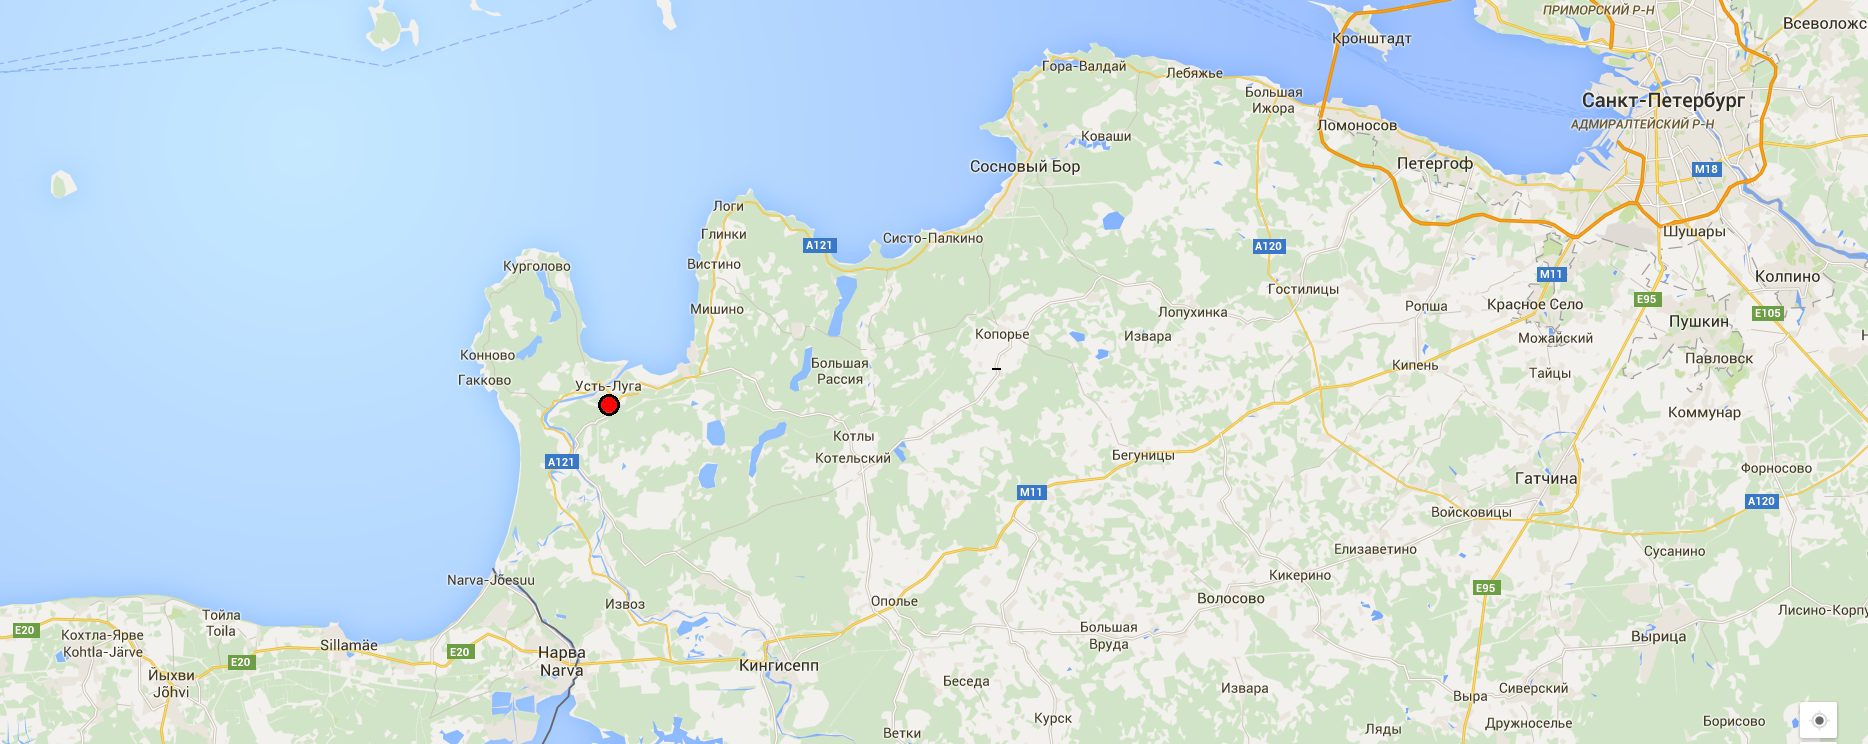 ПРИМОРСКИЙ Р-Н
Всеволожс
Кронштадт
Гора-Валдай
Лебяжье
Большая
Ижора
Санкт-Петербург
АДМИРАЛТЕЙСКИЙ Р-Н
Ломоносов
Коваши
Сосновый Бор
Петергоф
M18
Логи
Глинки
A121
Систо-Палкино
A120
Шушары
Вистино
Курголово
M11
Колпино
Гостилицы
E95
Красное Село
Ропша
Мишино
Лопухинка
E105
Пушкин
Копорье
Извара
Можайский
Н
Конново
Павловск
Большая
Рассия
Кипень
Тайцы
Гакково
Усть-Луга
Коммунар
Котлы
Котельский
Бегуницы
A121
Форносово
Гатчина
M11
A120
Войсковицы
Елизаветино
Сусанино
Narva-Jõesuu
Кикерино
E95
Извоз
Ополье
Волосово
Лисино-Корпу
Тойла
Toila
E20
Кохтла-Ярве
Kohtla-Järve
Sillamäe
E20
E20
Большая
Вруда
Вырица
Нарва
Narva
Кингисепп
Йыхви
Jõhvi
Беседа
Извара
Выра
Сиверский
Курск
Ляды
Дружноселье
Борисово
Ветки